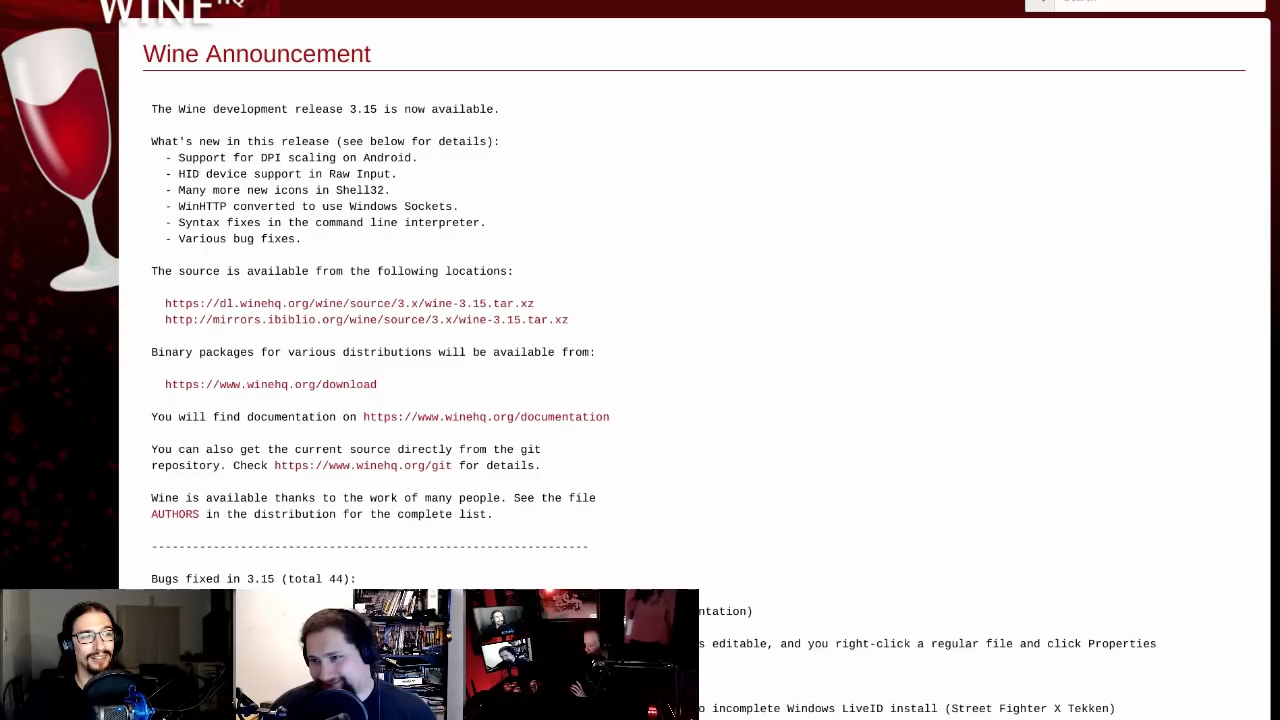 WINE HQ
Wine Announcement
The Wine development release 3.15 is now available.
What's new in this release (see below for details):
- Support for DPI scaling on Android.
- HID device support in Raw Input.
- Many more new icons in Shell32.
- WinHTTP converted to use Windows Sockets.
- Syntax fixes in the command line interpreter.
- Various bug fixes.
The source is available from the following locations:
https://dl.winehq.org/wine/source/3.x/wine-3.15.tar.xz
http://mirrors.ibiblio.org/wine/source/3.x/wine-3.15.tar.xz
Binary packages for various distributions will be available from:
https://www.winehq.org/download
You will find documentation on https://www.winehq.org/documentation
You can also get the current source directly from the git
repository. Check https://www.winehq.org/git for details.
Wine is available thanks to the work of many people. See the file
AUTHORS in the distribution for the complete list.
----------------------------------------------------------------
Bugs fixed in 3.15 (total 44):
ntation)
s editable, and you right-click a regular file and click Properties
o incomplete Windows LiveID install (Street Fighter X Tekken)